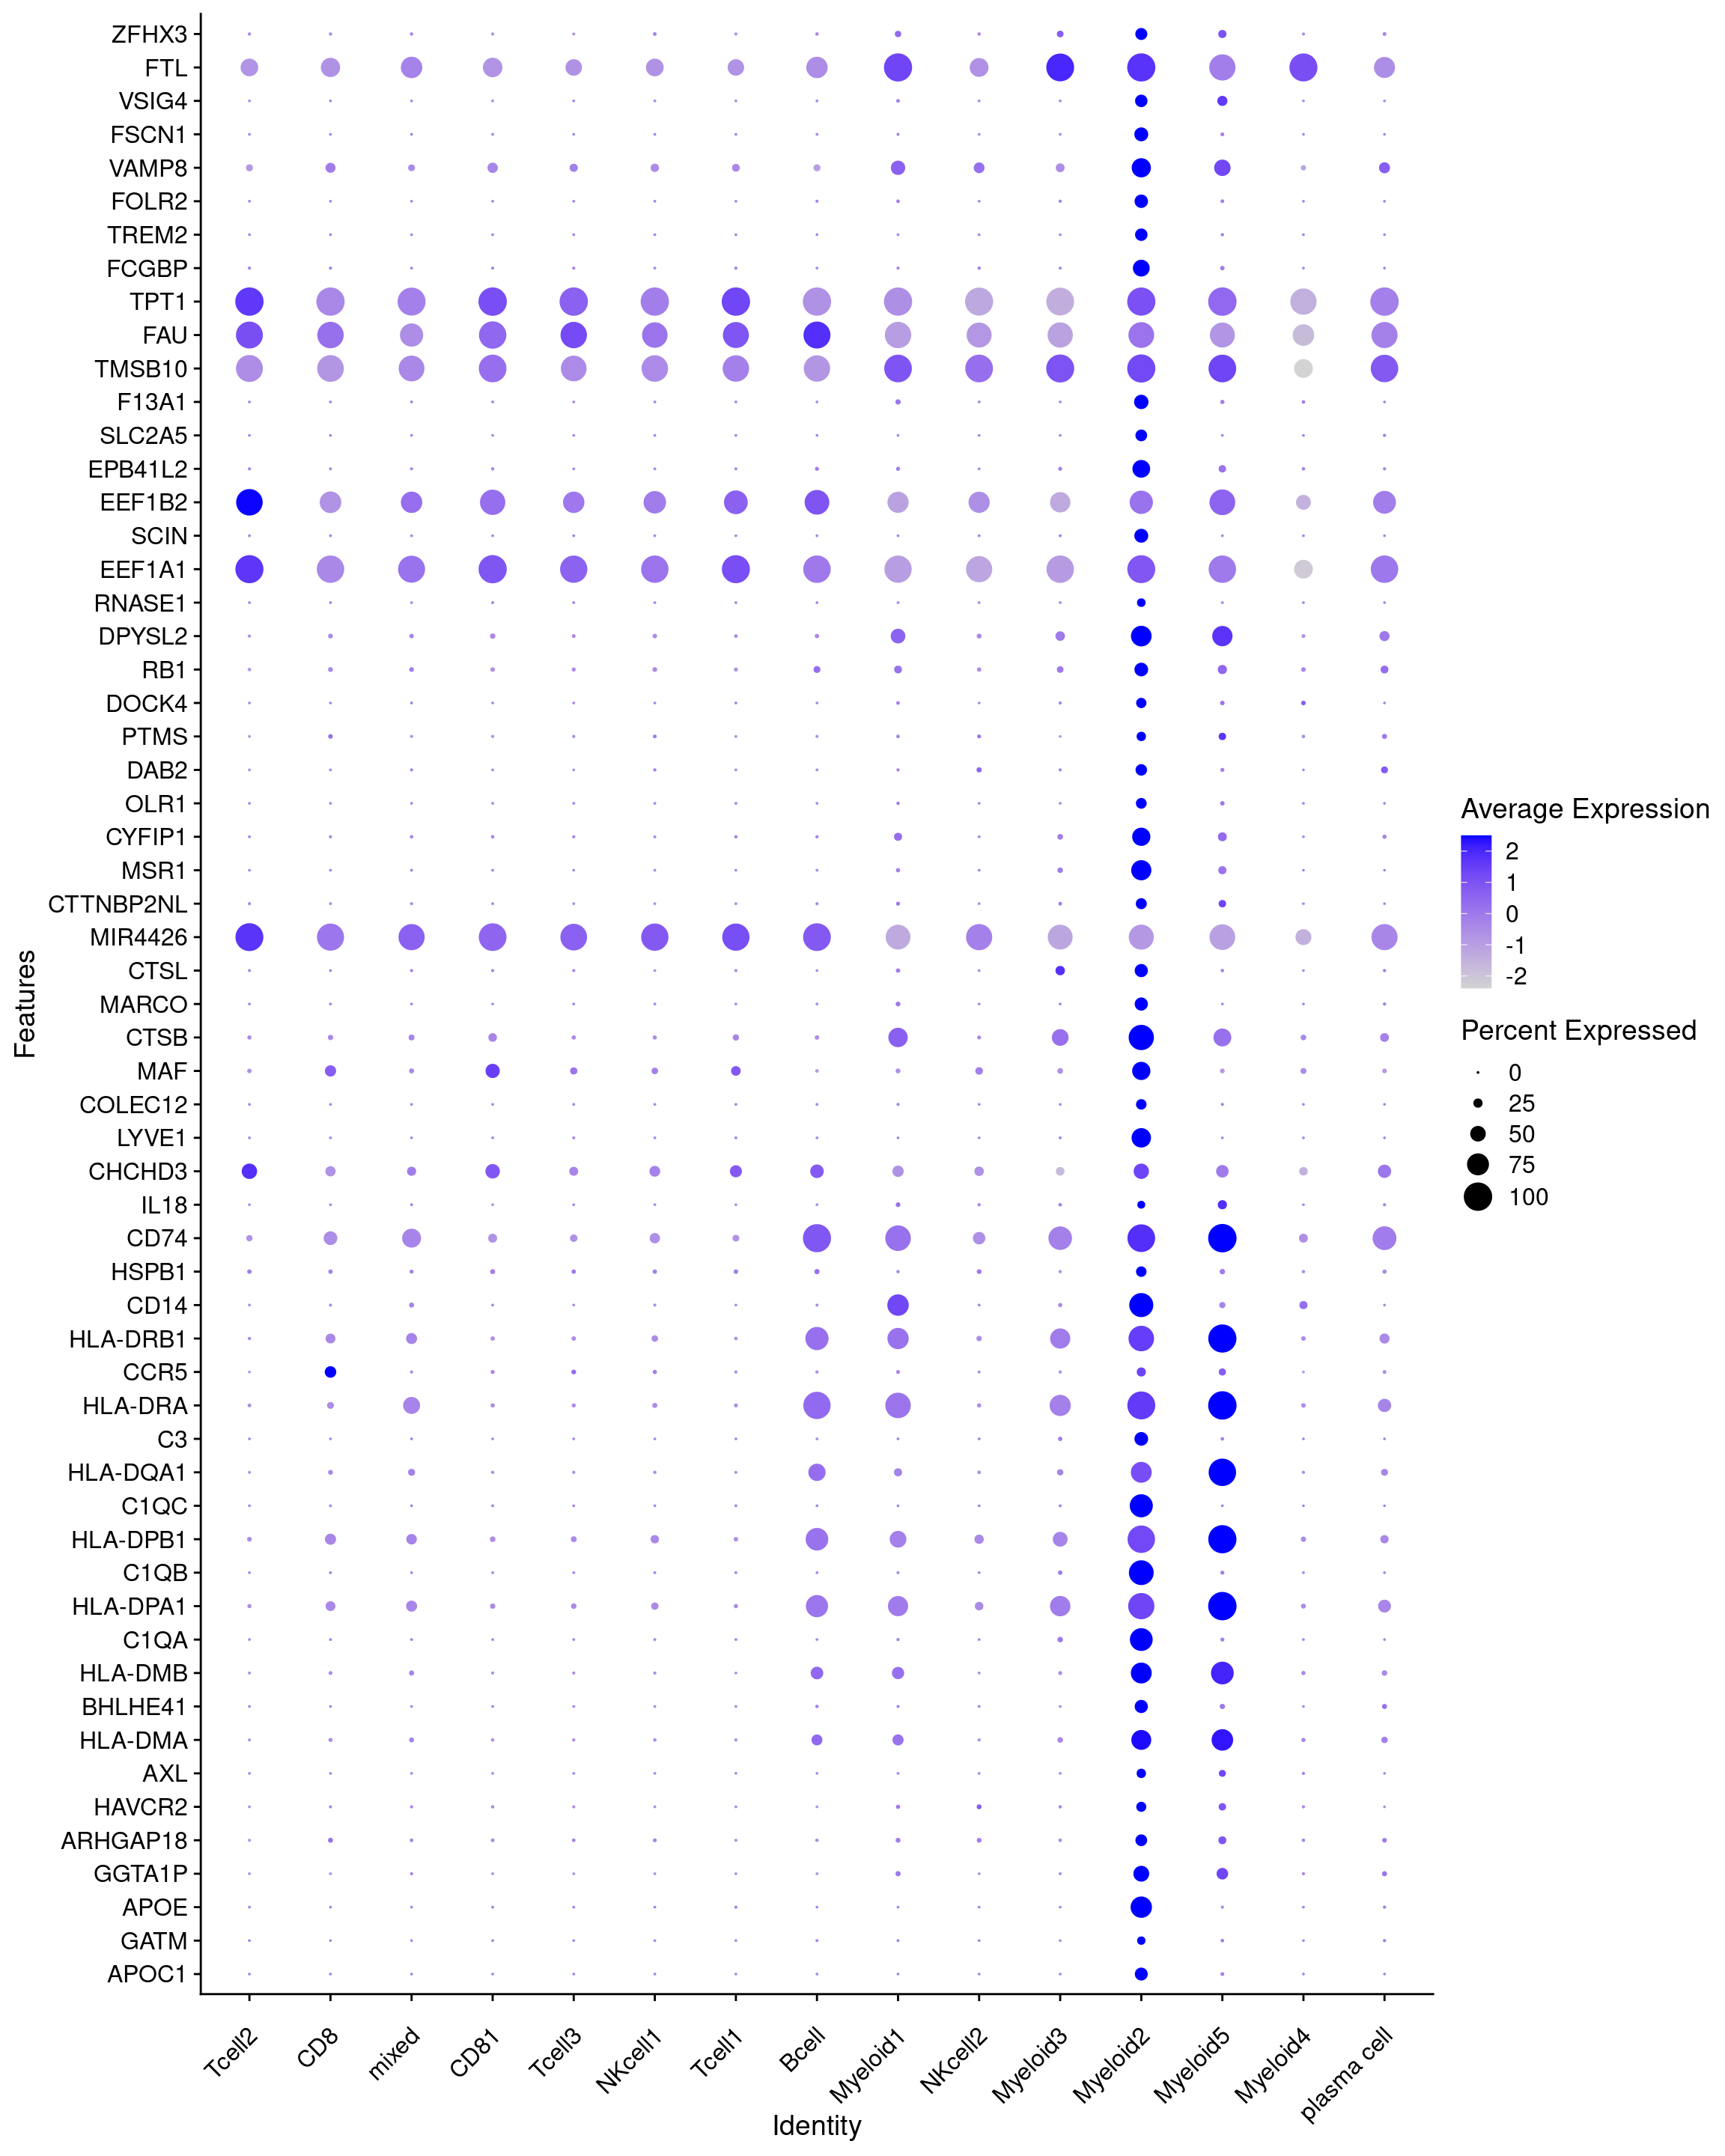 ZFHX3
FTL
VSIG4
FSCN1
VAMP8
FOLR2
TREM2
FCGBP
TPT1
FAU
TMSB10
F13A1
SLC2A5
EPB41L2
EEF1B2
SCIN
EEF1A1
RNASE1
DPYSL2
RB1
DOCK4
PTMS
DAB2
OLR1
CYFIP1
MSR1
CTTNBP2NL
MIR4426
CTSL
MARCO
CTSB
MAF
COLEC12
LYVE1
CHCHD3
IL18
CD74
HSPB1
CD14
HLA-DRB1
CCR5
HLA-DRA
C3
HLA-DQA1
C1QC
HLA-DPB1
C1QB
HLA-DPA1
C1QA
HLA-DMB
BHLHE41
HLA-DMA
AXL
HAVCR2
ARHGAP18
GGTA1P
APOE
GATM
APOC1
Features
Tcell2
CD8
mixed
CD81
Tcell3
NKcell1
Tcell1
Bcell
Myeloid1
NKcell2
Myeloid3
Myeloid2
Myeloid5
Myeloid4
plasma cell
Identity
Average Expression
2
1
0
-1
-2
Percent Expressed
0
25
50
75
100